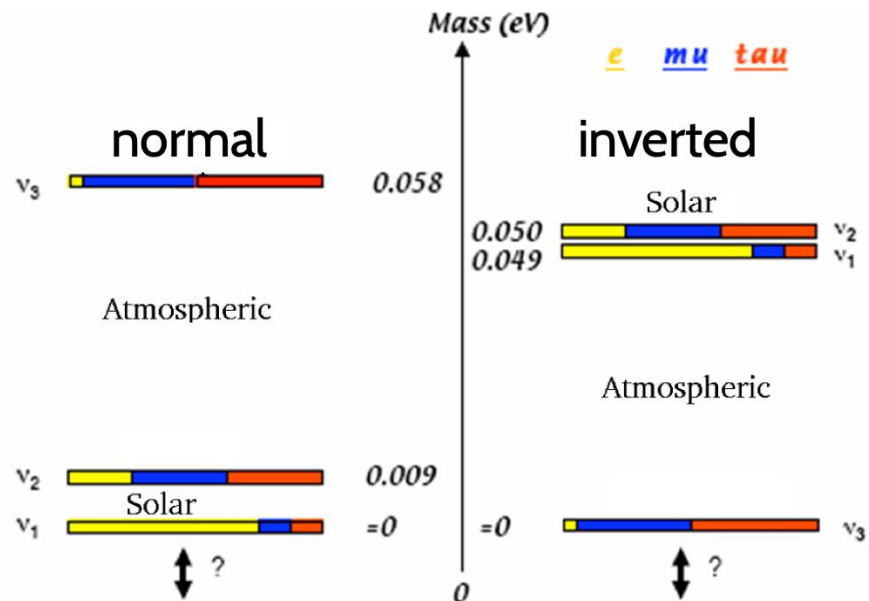 Mass (eV)
e mu tau
normal
inverted
ν₃
0.058
Solar
0.050
ν₂
0.049
ν₁
Atmospheric
Atmospheric
ν₂
0.009
Solar
ν₁
=0
=0
ν₃
?
?
0